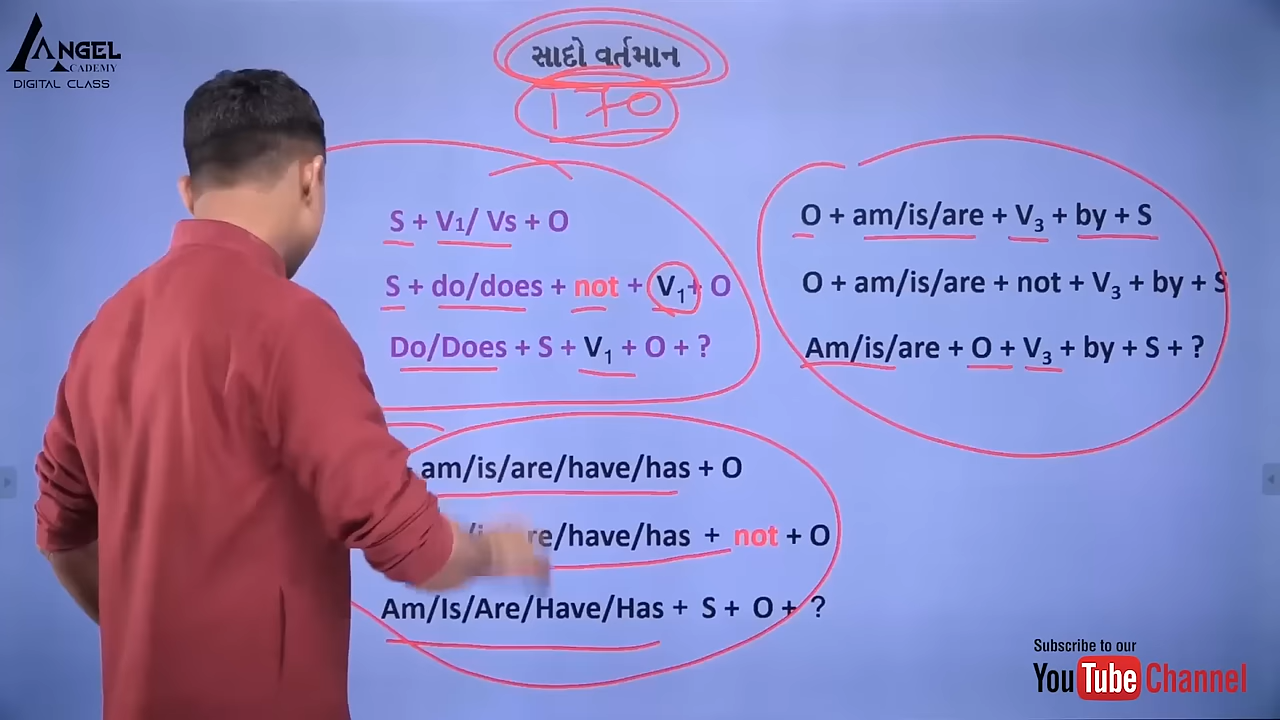 ANGEL
ACADEMY
DIGITAL CLASS
સાદો વર્તમાન
170
S + V1/ Vs + O
S + do/does + not + V₁+ O
Do/Does + S + V₁ + O + ?
O + am/is/are + V₃ + by + S
O + am/is/are + not + V₃ + by + S
Am/is/are + O + V₃ + by + S + ?
am/is/are/have/has + O
/have/has + not + O
Am/Is/Are/Have/Has + S + O + ?
Subscribe to our
YouTube Channel